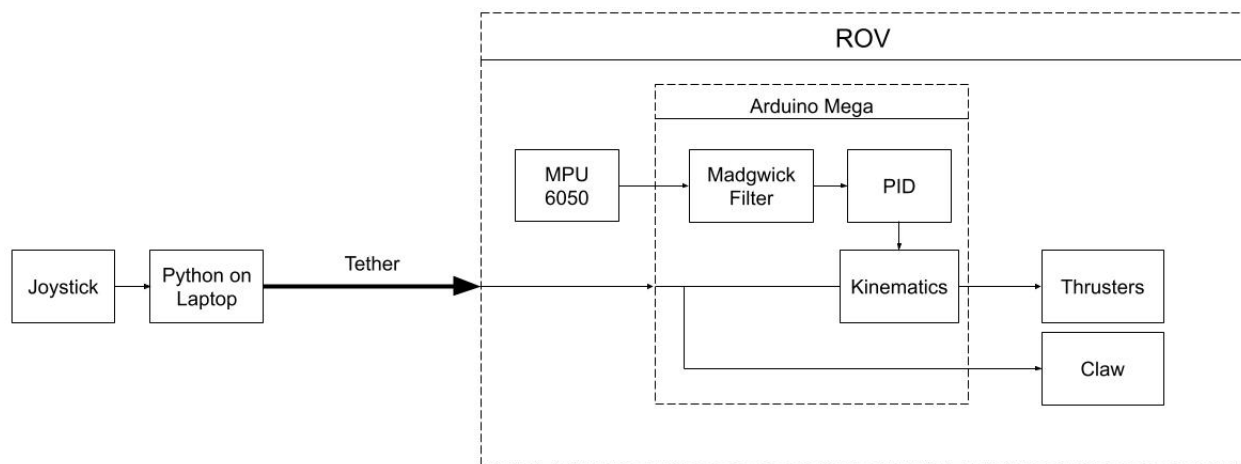 ROV
Arduino Mega
MPU
6050
Madgwick
Filter
PID
Joystick
Python on
Laptop
Tether
Kinematics
Thrusters
Claw